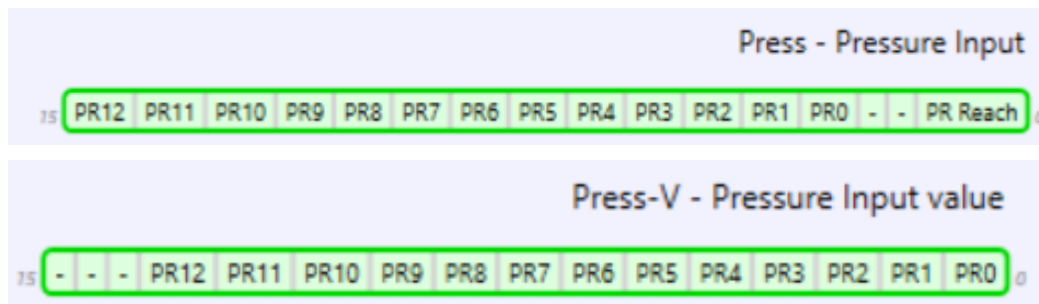 Press - Pressure Input
15 PR12 PR11 PR10 PR9 PR8 PR7 PR6 PR5 PR4 PR3 PR2 PR1 PR0 - - PR Reach 0
Press-V - Pressure Input value
15 - - - PR12 PR11 PR10 PR9 PR8 PR7 PR6 PR5 PR4 PR3 PR2 PR1 PR0 0